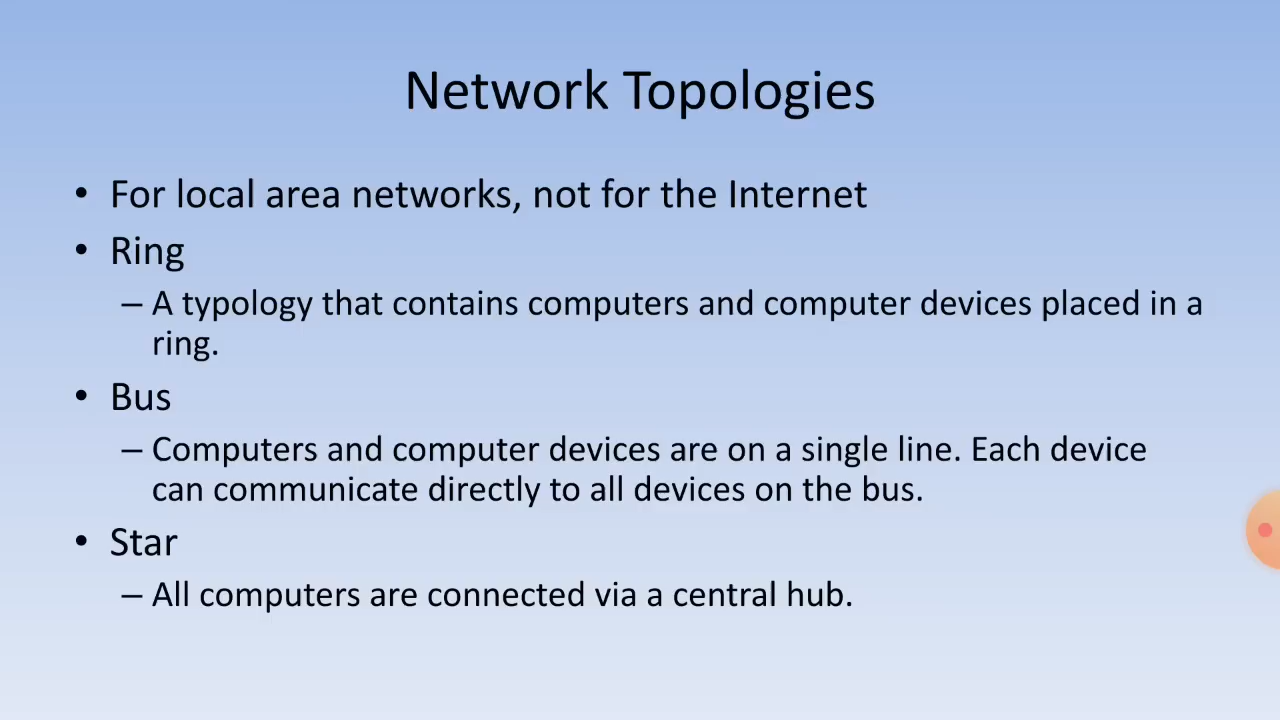 Network Topologies
• For local area networks, not for the Internet
• Ring
– A typology that contains computers and computer devices placed in a
ring.
• Bus
– Computers and computer devices are on a single line. Each device
can communicate directly to all devices on the bus.
• Star
– All computers are connected via a central hub.